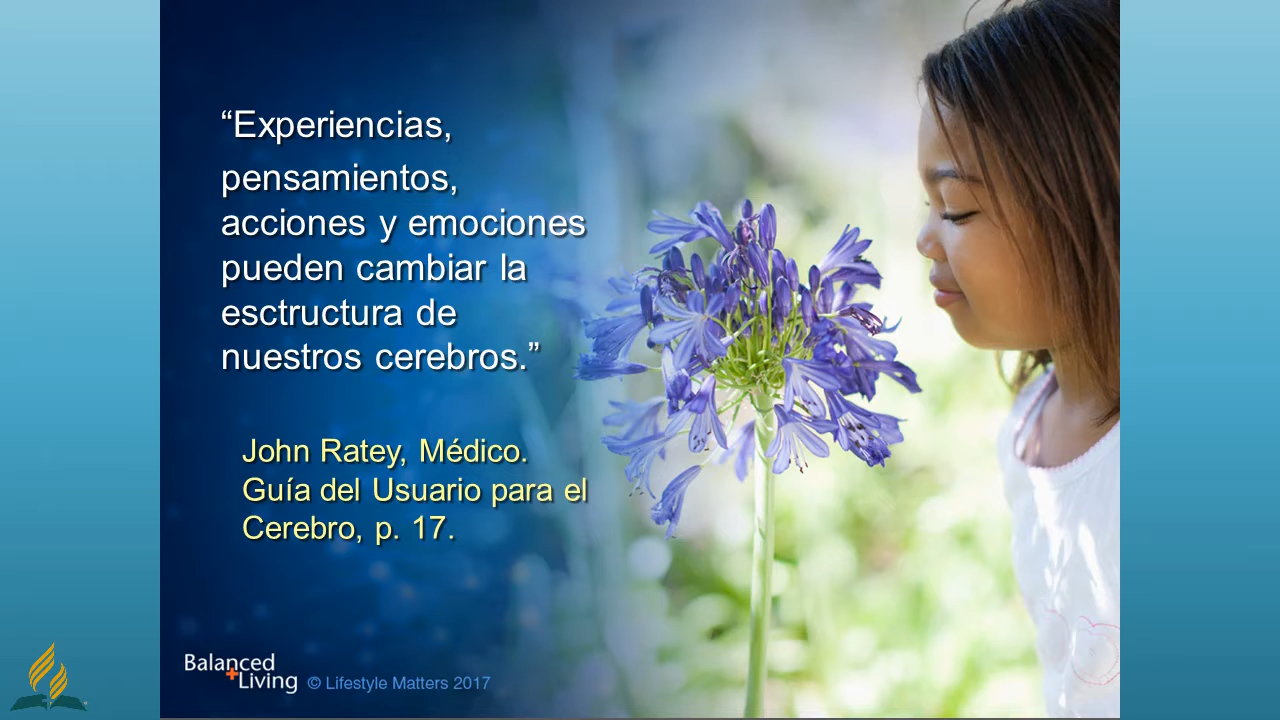 “Experiencias,
pensamientos,
acciones y emociones
pueden cambiar la
esctructura de
nuestros cerebros.”
John Ratey, Médico.
Guía del Usuario para el
Cerebro, p. 17.
Balanced
+Living © Lifestyle Matters 2017